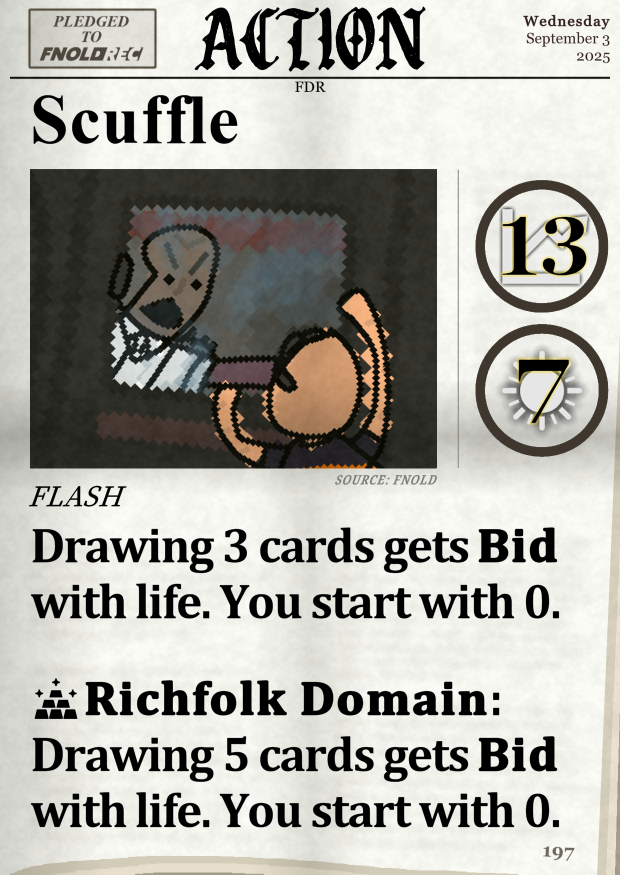 PLEDGED
TO
FNOLD REC
ACTION
Wednesday
September 3
2025
FDR
Scuffle
13
7
SOURCE: FNOLD
FLASH
Drawing 3 cards gets Bid
with life. You start with 0.
Richfolk Domain:
Drawing 5 cards gets Bid
with life. You start with 0.
197